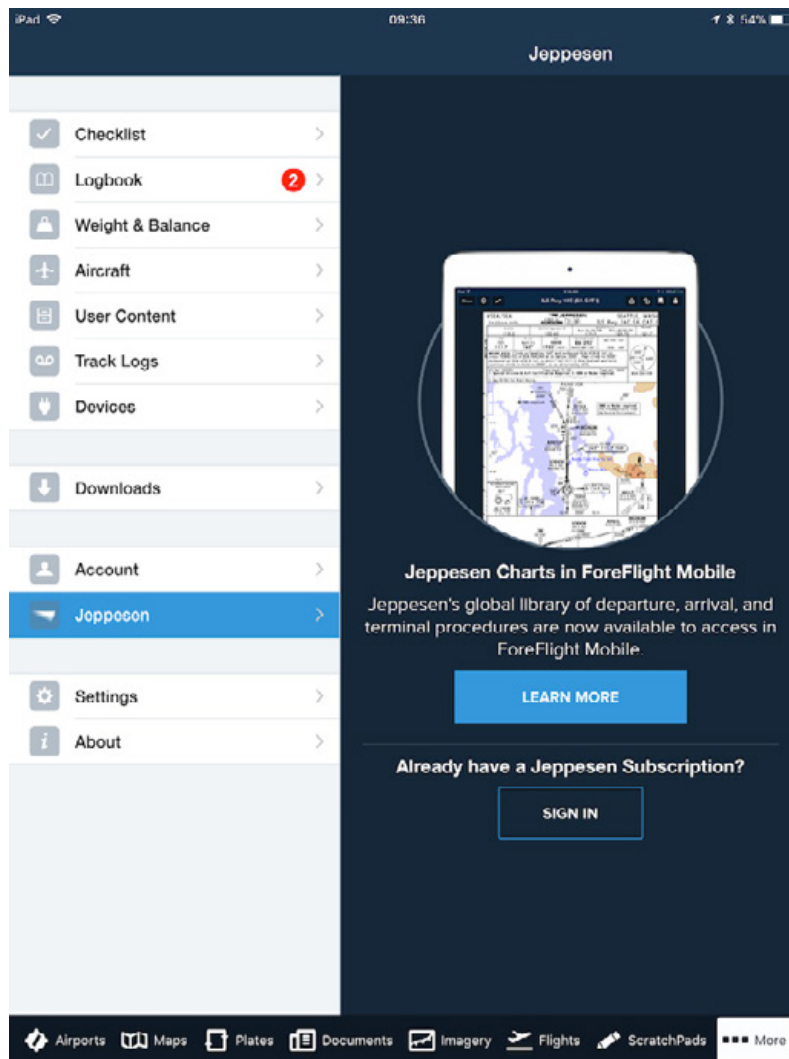 iPad 09:36 54%
Jeppesen
Checklist
Logbook 2
Weight & Balance
Aircraft
User Content
Track Logs
Devices
Downloads
Account
Jeppesen
Settings
About
Jeppesen Charts in ForeFlight Mobile
Jeppesen's global library of departure, arrival, and
terminal procedures are now available to access in
ForeFlight Mobile.
LEARN MORE
Already have a Jeppesen Subscription?
SIGN IN
Airports Maps Plates Documents Imagery Flights ScratchPads More